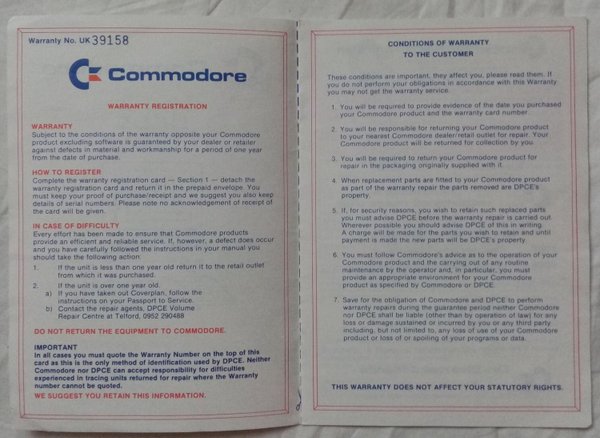 Warranty No. UK 39158
Commodore
WARRANTY REGISTRATION
WARRANTY
Subject to the conditions of the warranty opposite your Commodore
product excluding software is guaranteed by your dealer or retailer
against defects in material and workmanship for a period of one year
from the date of purchase.
HOW TO REGISTER
Complete the warranty registration card — Section 1 — detach the
warranty registration card and return it in the prepaid envelope. You
must keep your proof of purchase/receipt and we suggest you also keep
details of serial numbers. Please note no acknowledgement of receipt of
the card will be given.
IN CASE OF DIFFICULTY
Every effort has been made to ensure that Commodore products
provide an efficient and reliable service. If, however, a defect does occur
and you have carefully followed the instructions in your manual you
should take the following action:
1. If the unit is less than one year old return it to the retail outlet
from which it was purchased.
2. If the unit is over one year old.
a) If you have taken out Coverplan, follow the
instructions on your Passport to Service.
b) Contact the repair agents, DPCE Volume
Repair Centre at Telford, 0952 290488
DO NOT RETURN THE EQUIPMENT TO COMMODORE.
IMPORTANT
In all cases you must quote the Warranty Number on the top of this
card as this is the only method of identification used by DPCE. Neither
Commodore nor DPCE can accept responsibility for difficulties
experienced in tracing units returned for repair where the Warranty
number cannot be quoted.
WE SUGGEST YOU RETAIN THIS INFORMATION.
CONDITIONS OF WARRANTY
TO THE CUSTOMER
These conditions are important, they affect you, please read them. If
you do not perform your obligations in accordance with this Warranty
you may not get the warranty service.
1. You will be required to provide evidence of the date you purchased
your Commodore product and the warranty card number.
2. You will be responsible for returning your Commodore product
to your nearest Commodore dealer/retail outlet for repair. Your
Commodore product will be returned for collection by you.
3. You will be required to return your Commodore product for
repair in the packaging originally supplied with it.
4. When replacement parts are fitted to your Commodore product
as part of the warranty repair the parts removed are DPCE's
property.
5. If, for security reasons, you wish to retain such replaced parts
you must advise DPCE before the warranty repair is carried out.
Wherever possible you should advise DPCE of this in writing.
A charge will be made for the parts you wish to retain and until
payment is made the new parts will be DPCE's property.
6. You must follow Commodore's advice as to the operation of your
Commodore product and the carrying out of any routine
maintenance by the operator and, in particular, you must
provide an appropriate environment for your Commodore
product as specified by Commodore or DPCE.
7. Save for the obligation of Commodore and DPCE to perform
warranty repairs during the guarantee period neither Commodore
nor DPCE shall be liable (other than by operation of law) for any
loss or damage sustained or incurred by you or any third party
including, but not limited to, any loss of use of your Commodore
product or loss of or spoiling of your programs or data.
THIS WARRANTY DOES NOT AFFECT YOUR STATUTORY RIGHTS.